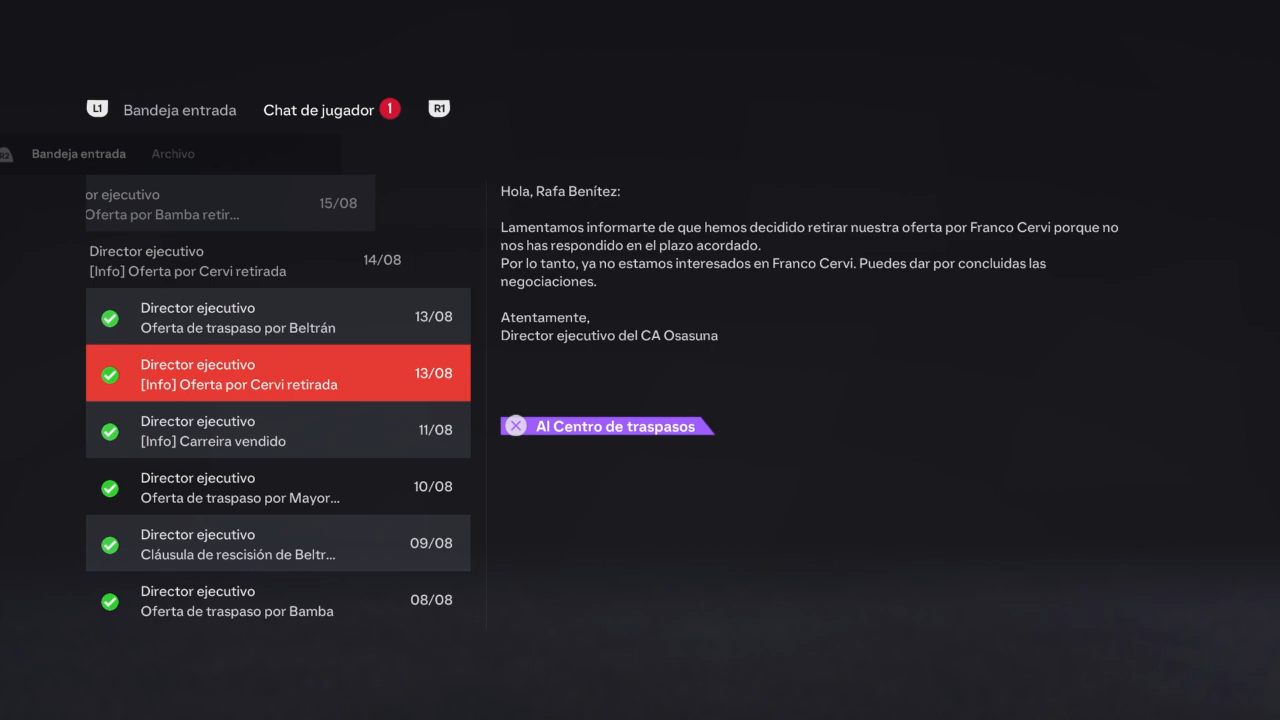 L1 Bandeja entrada Chat de jugador 1 R1
R2 Bandeja entrada Archivo
or ejecutivo
Oferta por Bamba retir...
15/08
Director ejecutivo
[Info] Oferta por Cervi retirada
14/08
Director ejecutivo
Oferta de traspaso por Beltrán
13/08
Director ejecutivo
[Info] Oferta por Cervi retirada
13/08
Director ejecutivo
[Info] Carreira vendido
11/08
Director ejecutivo
Oferta de traspaso por Mayor...
10/08
Director ejecutivo
Cláusula de rescisión de Beltr...
09/08
Director ejecutivo
Oferta de traspaso por Bamba
08/08
Hola, Rafa Benítez:
Lamentamos informarte de que hemos decidido retirar nuestra oferta por Franco Cervi porque no
nos has respondido en el plazo acordado.
Por lo tanto, ya no estamos interesados en Franco Cervi. Puedes dar por concluidas las
negociaciones.
Atentamente,
Director ejecutivo del CA Osasuna
Al Centro de traspasos